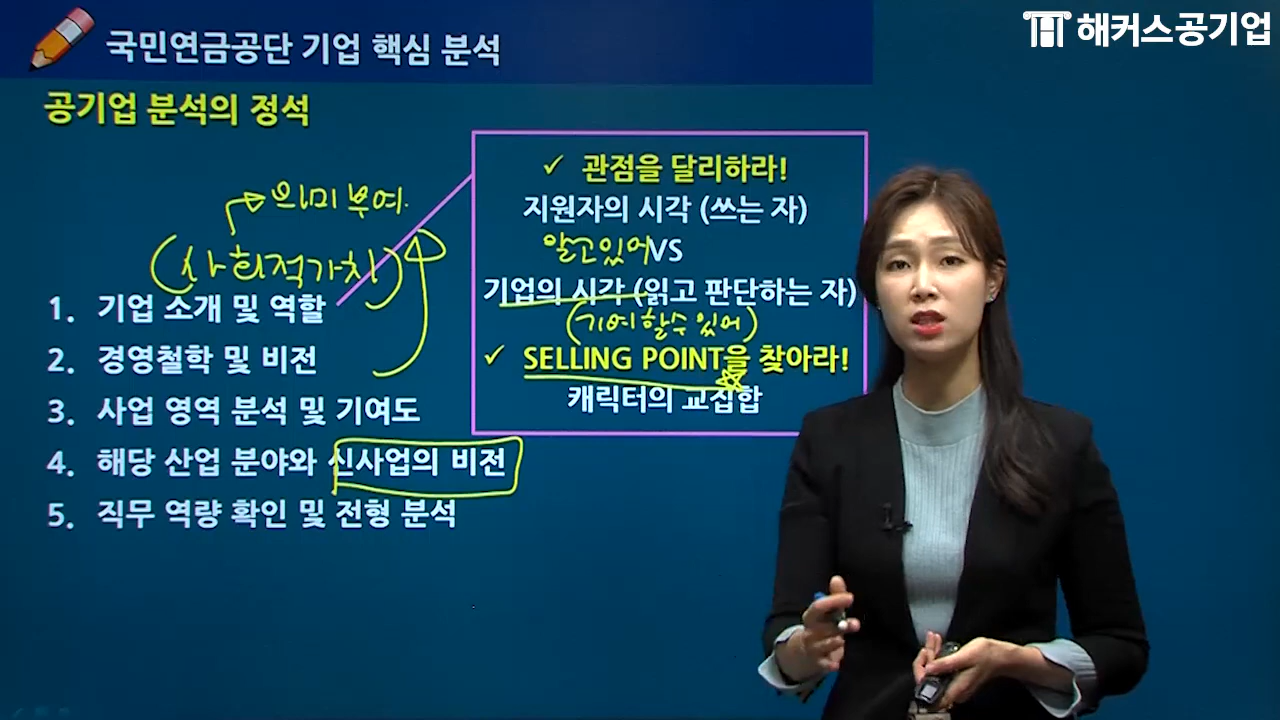 국민연금공단 기업 핵심 분석
해커스공기업
공기업 분석의 정석
의미부여
(사회적가치)
1. 기업 소개 및 역할
2. 경영철학 및 비전
3. 사업 영역 분석 및 기여도
4. 해당 산업 분야와 신사업의 비전
5. 직무 역량 확인 및 전형 분석
✓ 관점을 달리하라!
지원자의 시각 (쓰는 자)
알고있어 VS
기업의 시각 (읽고 판단하는 자)
(기여할수있어)
✓ SELLING POINT을 찾아라!
캐릭터의 교집합